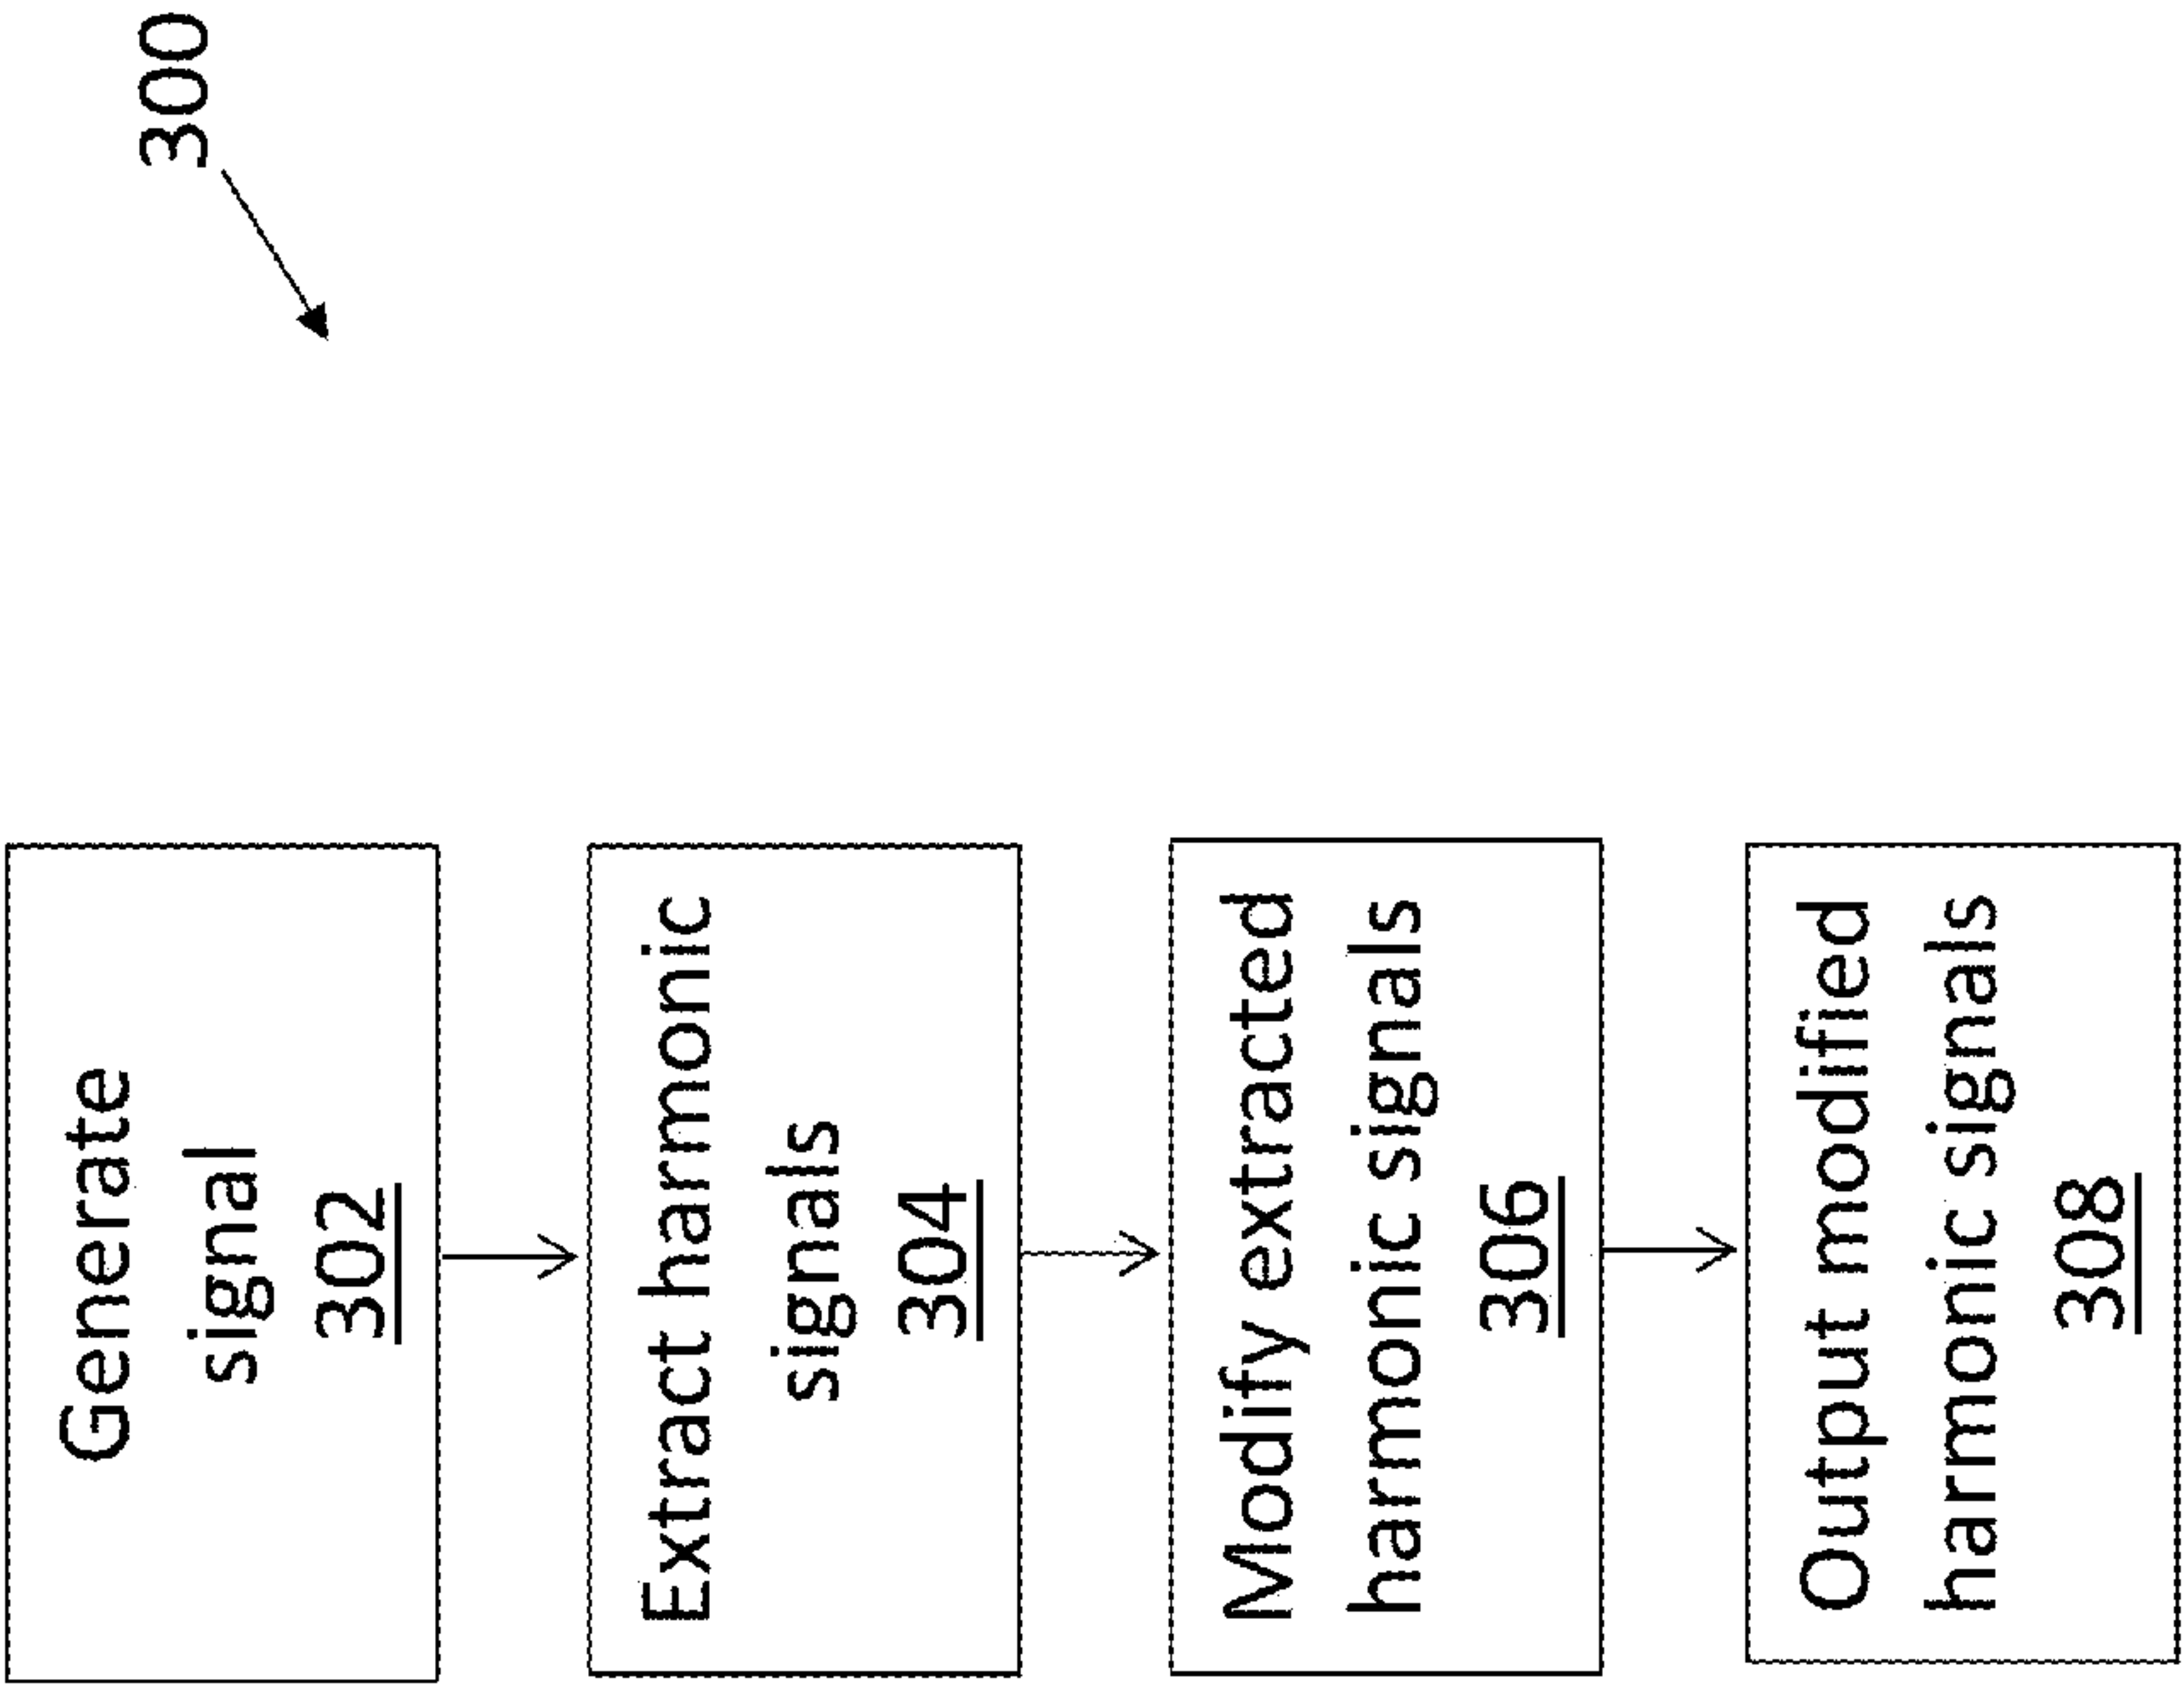 300
Generate
signal
302
Extract harmonic
signals
304
Modify extracted
harmonic signals
306
Output modified
harmonic signals
308